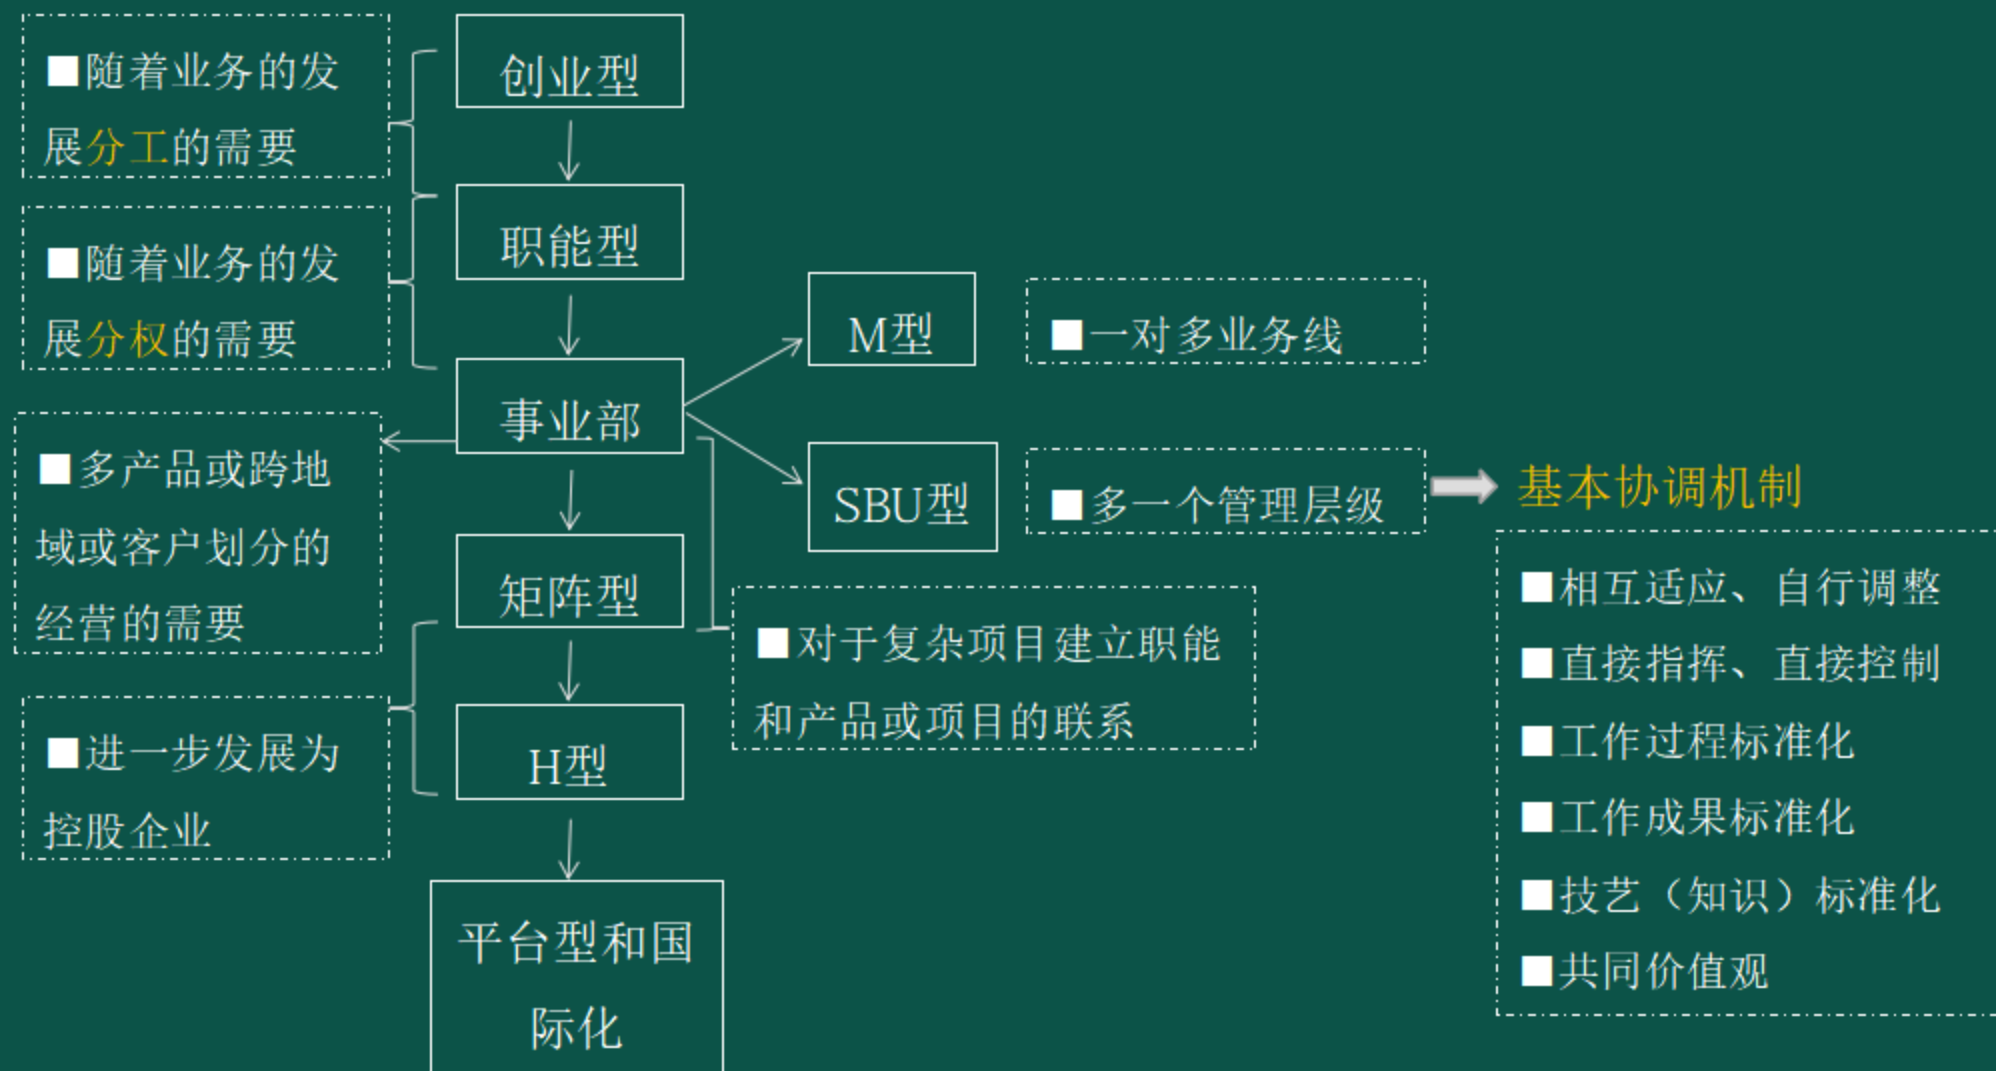 ■随着业务的发
展分工的需要
创业型
■随着业务的发
展分权的需要
职能型
M型
■一对多业务线
事业部
■多产品或跨地
域或客户划分的
经营的需要
SBU型
■多一个管理层级
基本协调机制
■相互适应、自行调整
■直接指挥、直接控制
■工作过程标准化
■工作成果标准化
■技艺（知识）标准化
■共同价值观
矩阵型
■对于复杂项目建立职能
和产品或项目的联系
■进一步发展为
控股企业
H型
平台型和国
际化